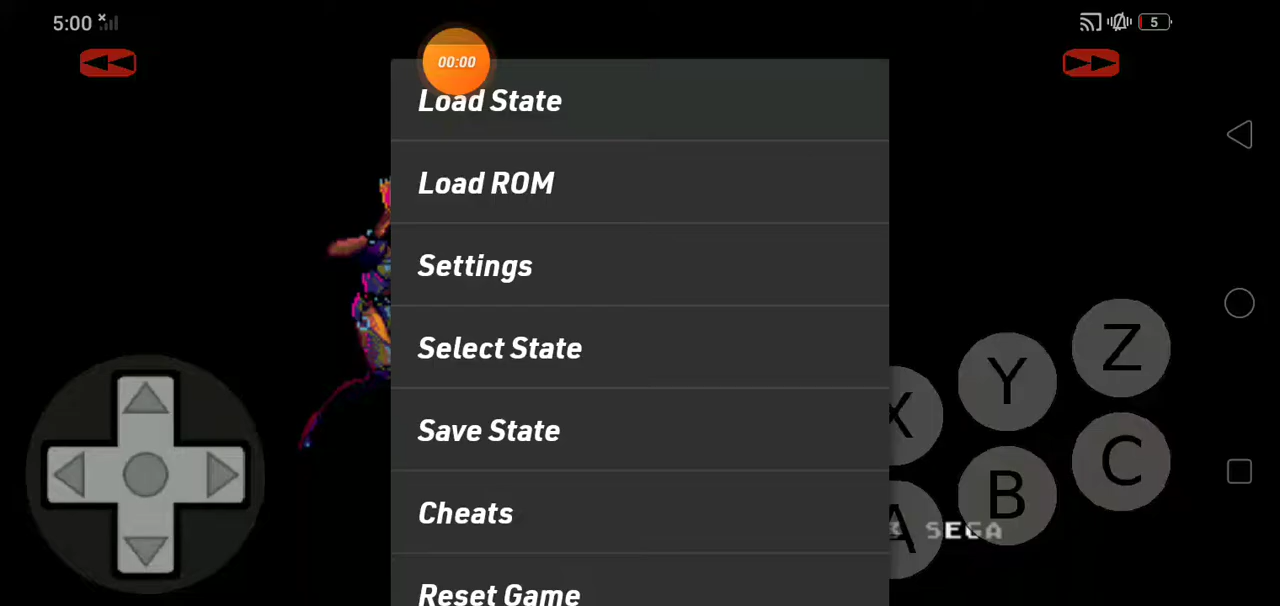 5:00
5
00:00
Load State
Load ROM
Settings
Select State
Save State
Cheats
Reset Game
X
Y
Z
A
B
C
SEGA